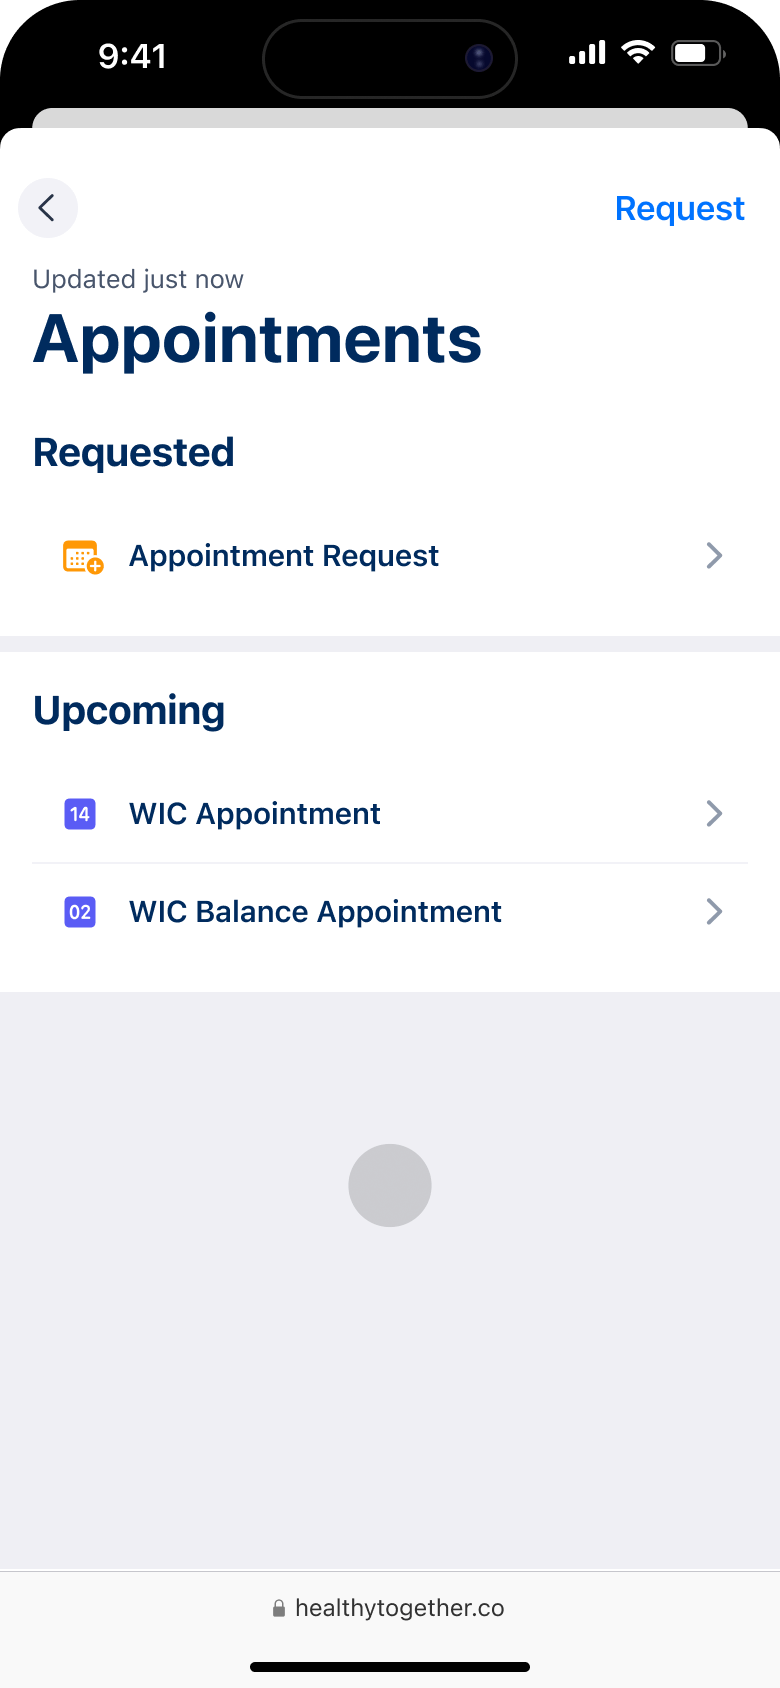 9:41
Request
Updated just now
Appointments
Requested
Appointment Request
Upcoming
14 WIC Appointment
02 WIC Balance Appointment
healthytogether.co